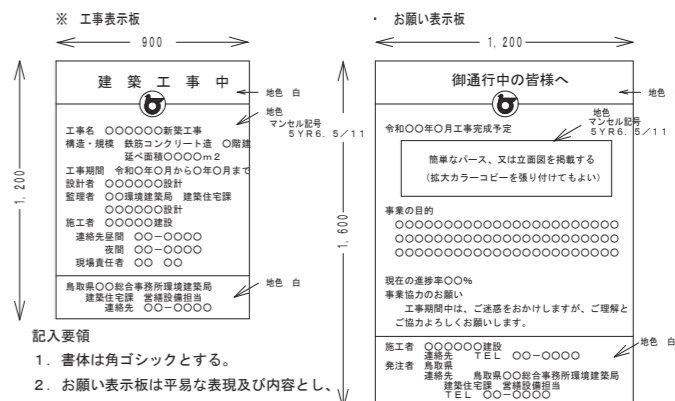 ※ 工事表示板
900
1,200
建築工事中
地色 白
地色
マンセル記号
5YR6.5/11
工事名 ○○○○○○新築工事
構造・規模 鉄筋コンクリート造 ○階建
延べ面積○○○○m2
工事期間 令和○年○月から○年○月まで
設計者 ○○○○○○設計
監理者 ○○環境建築局 建築住宅課
○○○○○○設計
施工者 ○○○○○建設
連絡先昼間 ○○-○○○○
夜間 ○○-○○○○
現場責任者 ○○ ○○
鳥取県○○総合事務所環境建築局
建築住宅課 営繕設備担当
連絡先 ○○-○○○○
地色 白
記入要領
1. 書体は角ゴシックとする。
2. お願い表示板は平易な表現及び内容とし、
・ お願い表示板
1,200
1,600
御通行中の皆様へ
地色
地色
マンセル記号
5YR6.5/11
令和○○年○月工事完成予定
簡単なパース、又は立面図を掲載する
(拡大カラーコピーを張り付けてもよい)
事業の目的
○○○○○○○○○○○○○○○○○○○○○○
○○○○○○○○○○○○○○○○○○○○○○
○○○○○○○○○○○○○○○○○○○○○○
現在の進捗率○○%
事業協力のお願い
工事期間中は、ご迷惑をおかけしますが、ご理解と
ご協力よろしくお願いします。
施工者 ○○○○○○建設
連絡先 TEL ○○-○○○○
発注者 鳥取県
連絡先 鳥取県○○総合事務所環境建築局
建築住宅課 営繕設備担当
TEL ○○-○○○○
地色 白